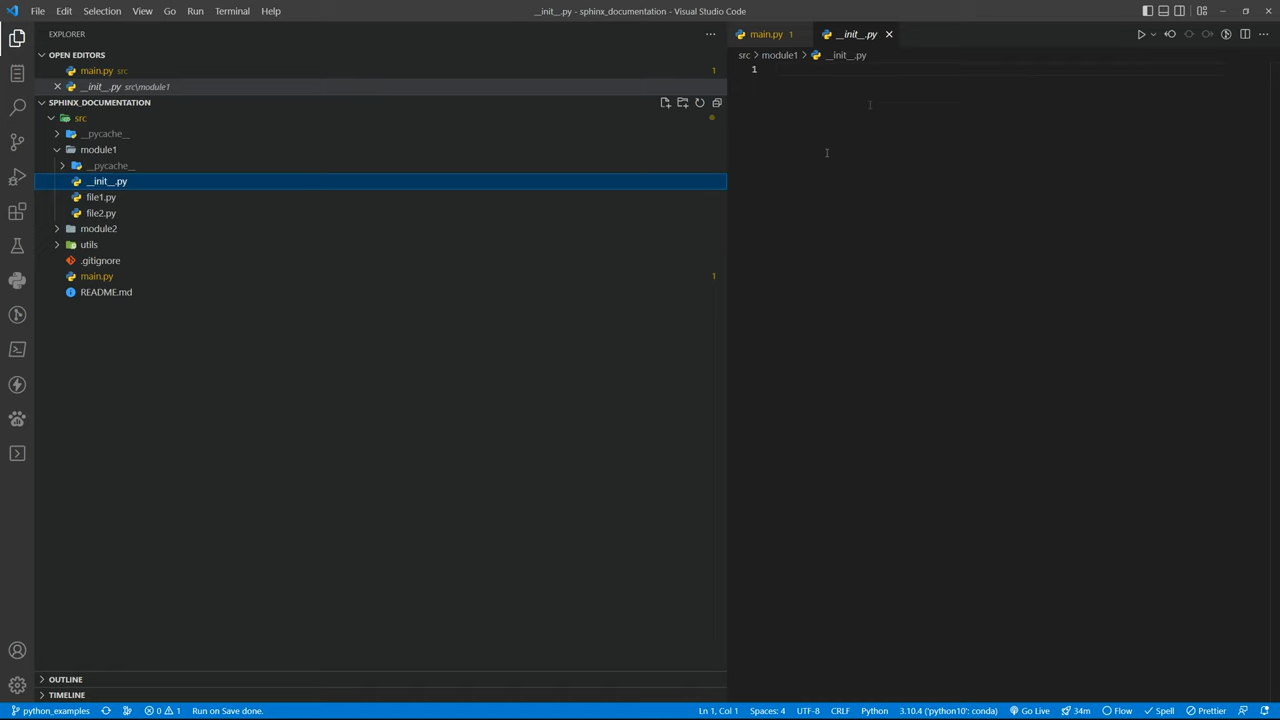 File Edit Selection View Go Run Terminal Help
__init__.py - sphinx_documentation - Visual Studio Code
EXPLORER
OPEN EDITORS
main.py src 1
__init__.py src\module1
SPHINX_DOCUMENTATION
src
__pycache__
module1
__pycache__
__init__.py
file1.py
file2.py
module2
utils
.gitignore
main.py 1
README.md
OUTLINE
TIMELINE
main.py 1 __init__.py
src > module1 > __init__.py
1
python_examples 0 1 Run on Save done. Ln 1, Col 1 Spaces: 4 UTF-8 CRLF Python 3.10.4 ('python10': conda) Go Live 34m Flow Spell Prettier